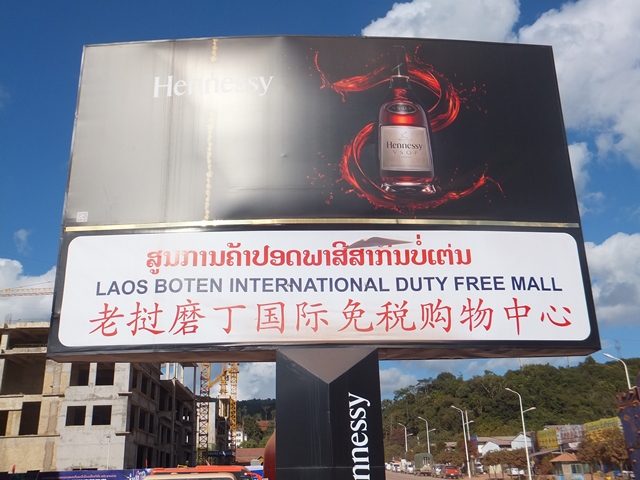 Hennessy
Hennessy
V.S.O.P
ສູນການຄ້າປອດພາສີສາກົນບໍ່ເຕ່ນ
LAOS BOTEN INTERNATIONAL DUTY FREE MALL
老挝磨丁国际免税购物中心
nnessy